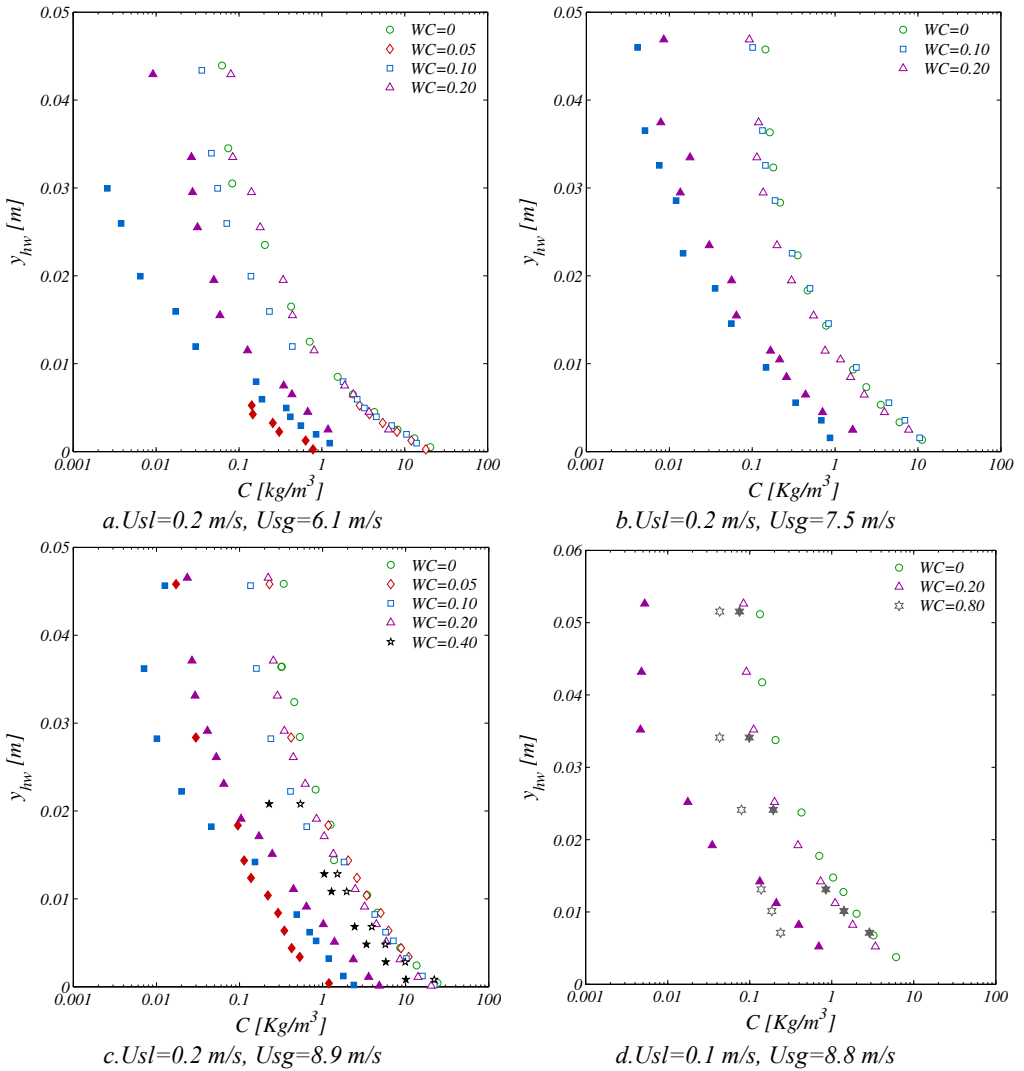 0.05
0.04
0.03
0.02
0.01
0
y_hw [m]
0.001
0.01
0.1
1
10
100
C [kg/m³]
WC=0
WC=0.05
WC=0.10
WC=0.20
a.Usl=0.2 m/s, Usg=6.1 m/s
0.05
0.04
0.03
0.02
0.01
0
y_hw [m]
0.001
0.01
0.1
1
10
100
C [Kg/m³]
WC=0
WC=0.10
WC=0.20
b.Usl=0.2 m/s, Usg=7.5 m/s
0.05
0.04
0.03
0.02
0.01
0
y_hw [m]
0.001
0.01
0.1
1
10
100
C [Kg/m³]
WC=0
WC=0.05
WC=0.10
WC=0.20
WC=0.40
c.Usl=0.2 m/s, Usg=8.9 m/s
0.06
0.05
0.04
0.03
0.02
0.01
0
y_hw [m]
0.001
0.01
0.1
1
10
100
C [Kg/m³]
WC=0
WC=0.20
WC=0.80
d.Usl=0.1 m/s, Usg=8.8 m/s